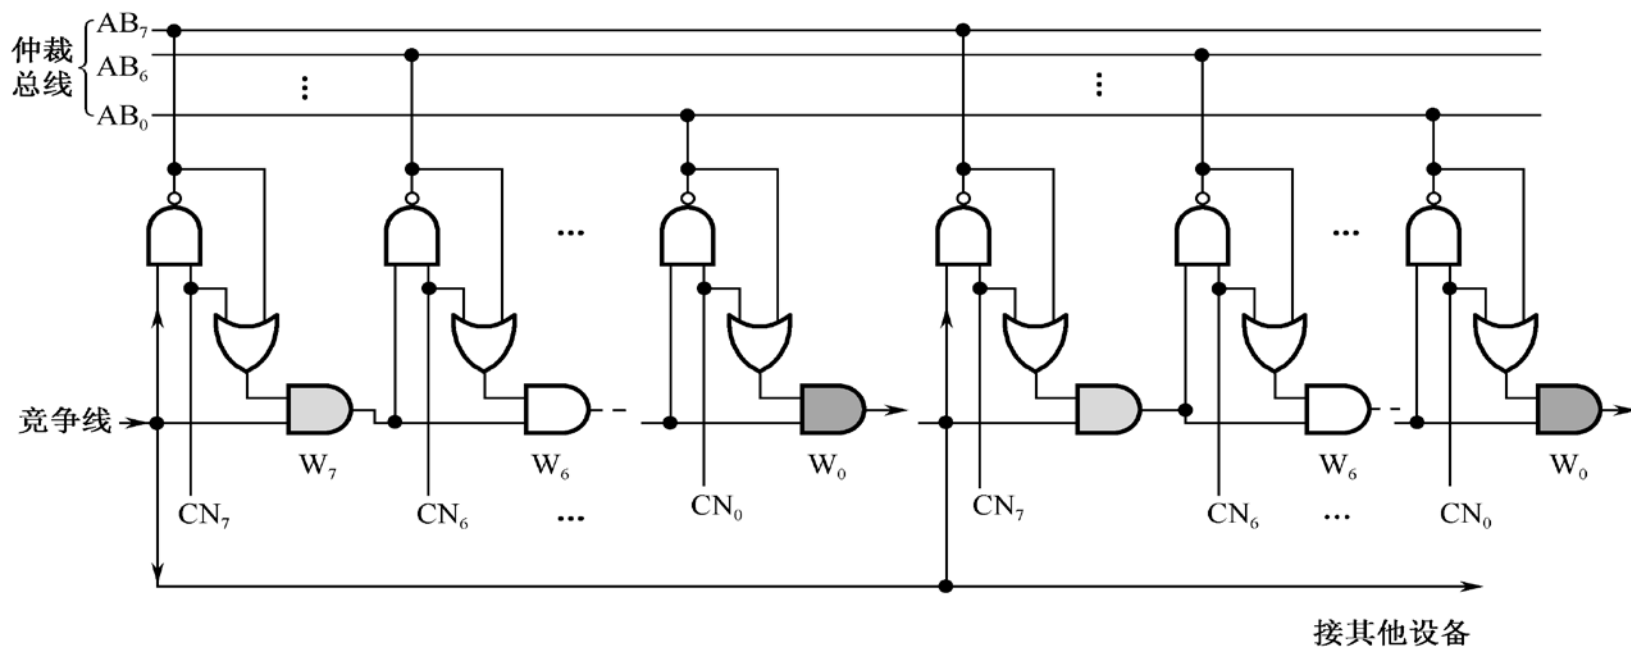 仲裁
总线
AB₇
AB₆
⋮ ⋮
AB₀
… …
竞争线
W₇ W₆ W₀ W₆ W₀
CN₇ CN₆ … CN₀ CN₇ CN₆ … CN₀
接其他设备